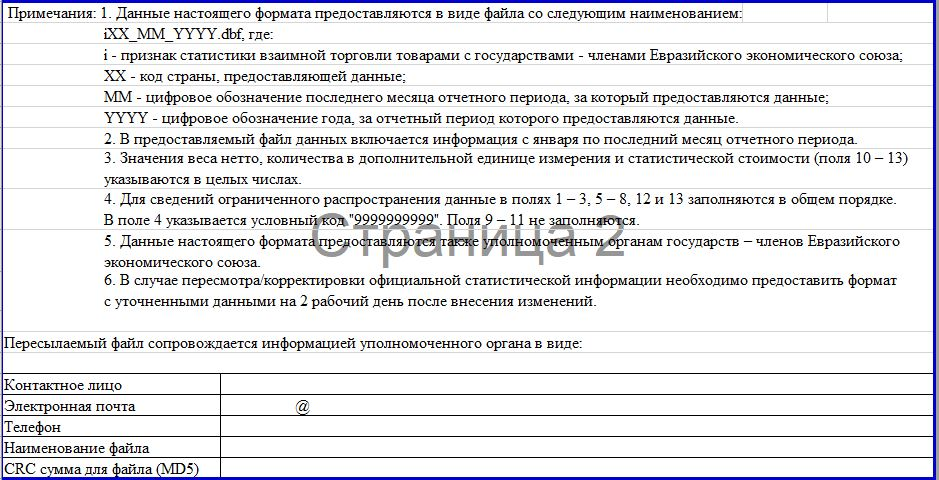 Примечания: 1. Данные настоящего формата предоставляются в виде файла со следующим наименованием:
iXX_MM_YYYY.dbf, где:
i - признак статистики взаимной торговли товарами с государствами - членами Евразийского экономического союза;
XX - код страны, предоставляющей данные;
MM - цифровое обозначение последнего месяца отчетного периода, за который предоставляются данные;
YYYY - цифровое обозначение года, за отчетный период которого предоставляются данные.
2. В предоставляемый файл данных включается информация с января по последний месяц отчетного периода.
3. Значения веса нетто, количества в дополнительной единице измерения и статистической стоимости (поля 10 – 13)
указываются в целых числах.
4. Для сведений ограниченного распространения данные в полях 1 – 3, 5 – 8, 12 и 13 заполняются в общем порядке.
В поле 4 указывается условный код "9999999999". Поля 9 – 11 не заполняются.
Страница 2
5. Данные настоящего формата предоставляются также уполномоченным органам государств – членов Евразийского
экономического союза.
6. В случае пересмотра/корректировки официальной статистической информации необходимо предоставить формат
с уточненными данными на 2 рабочий день после внесения изменений.
Пересылаемый файл сопровождается информацией уполномоченного органа в виде:
Контактное лицо
Электронная почта @
Телефон
Наименование файла
CRC сумма для файла (MD5)